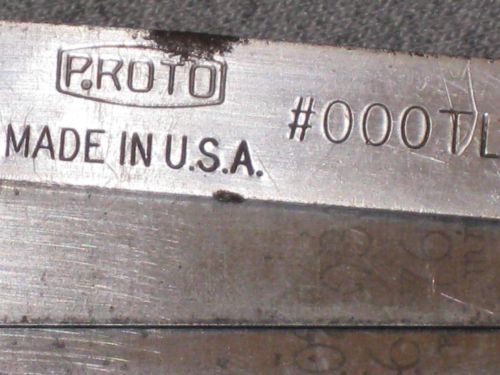 P.ROTO
#000TL
MADE IN U.S.A.